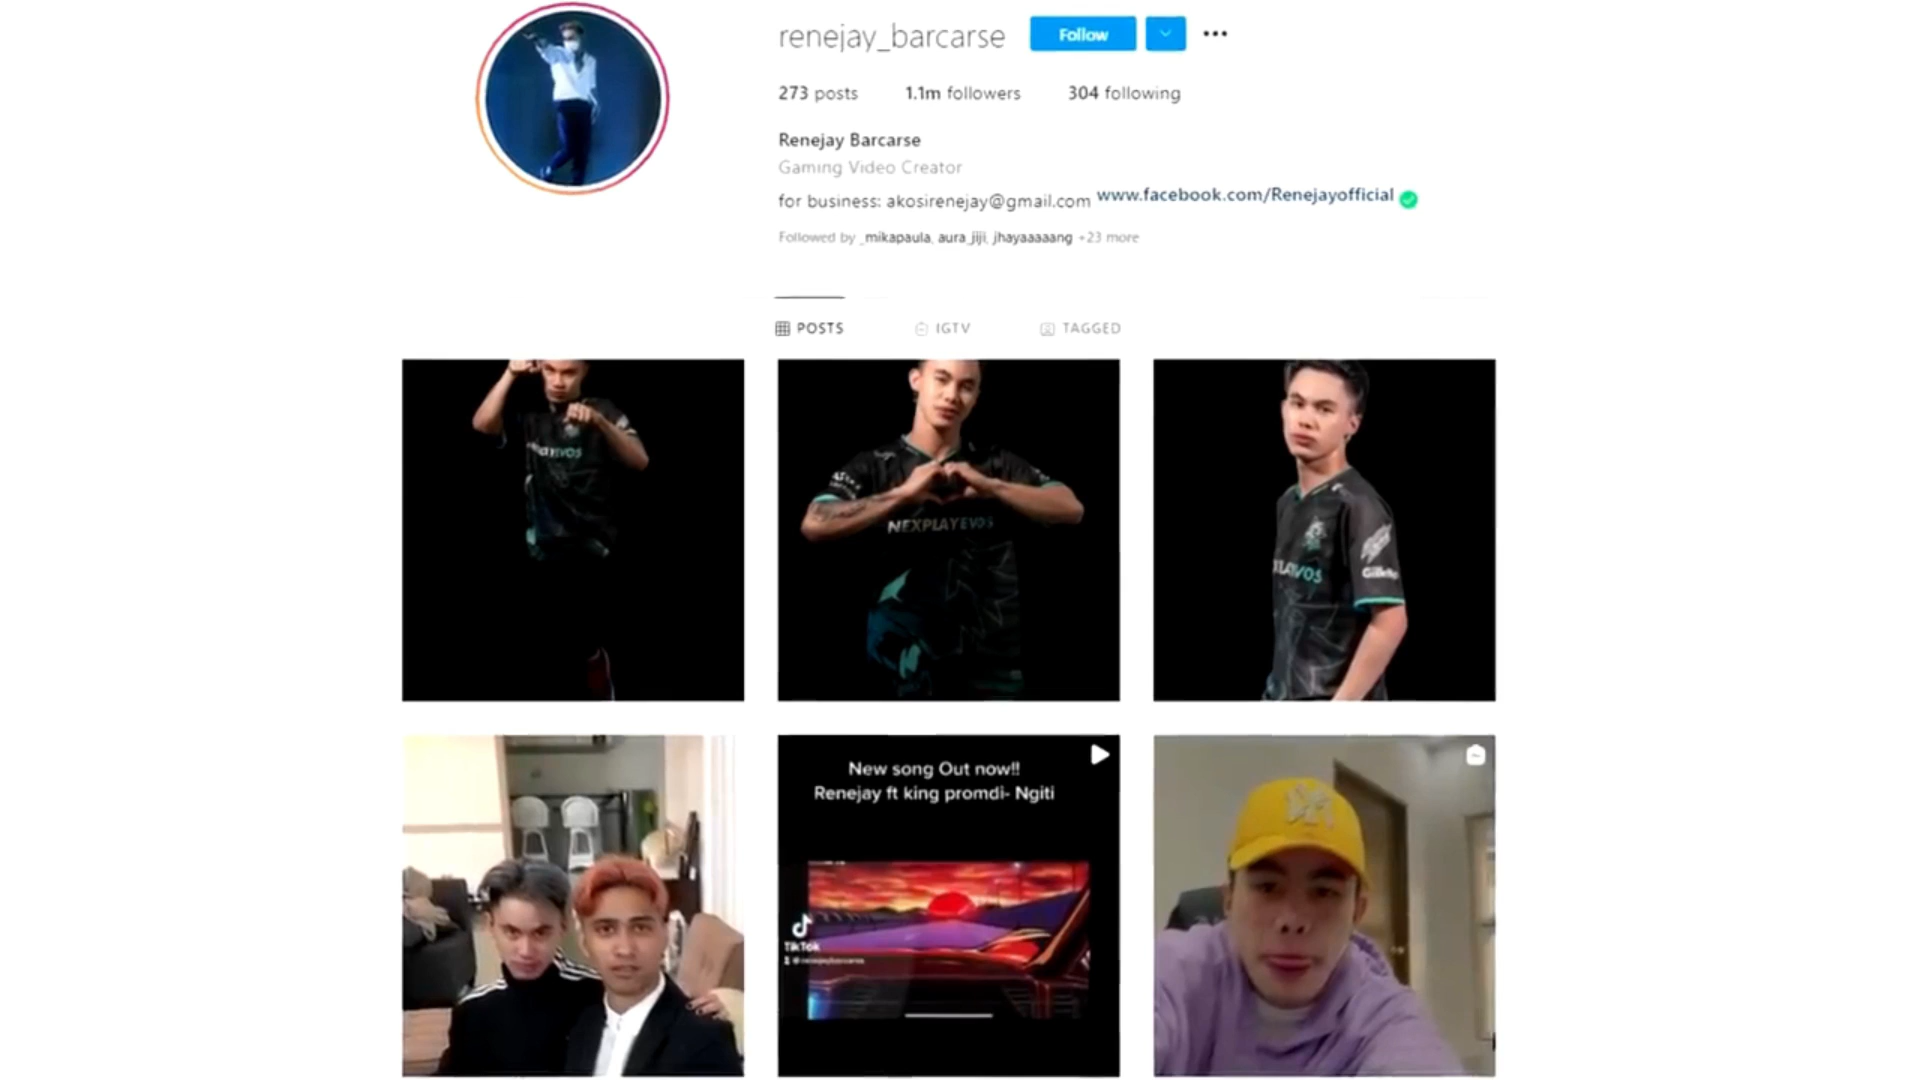 renejay_barcarse
Follow
273 posts 1.1m followers 304 following
Renejay Barcarse
Gaming Video Creator
for business: akosirenejay@gmail.com www.facebook.com/Renejayofficial
Followed by _mikapaula, aura_jiji, jhayaaaaang +23 more
POSTS IGTV TAGGED
NEXPLAYEVOS
New song Out now!!
Renejay ft king promdi- Ngiti
TikTok